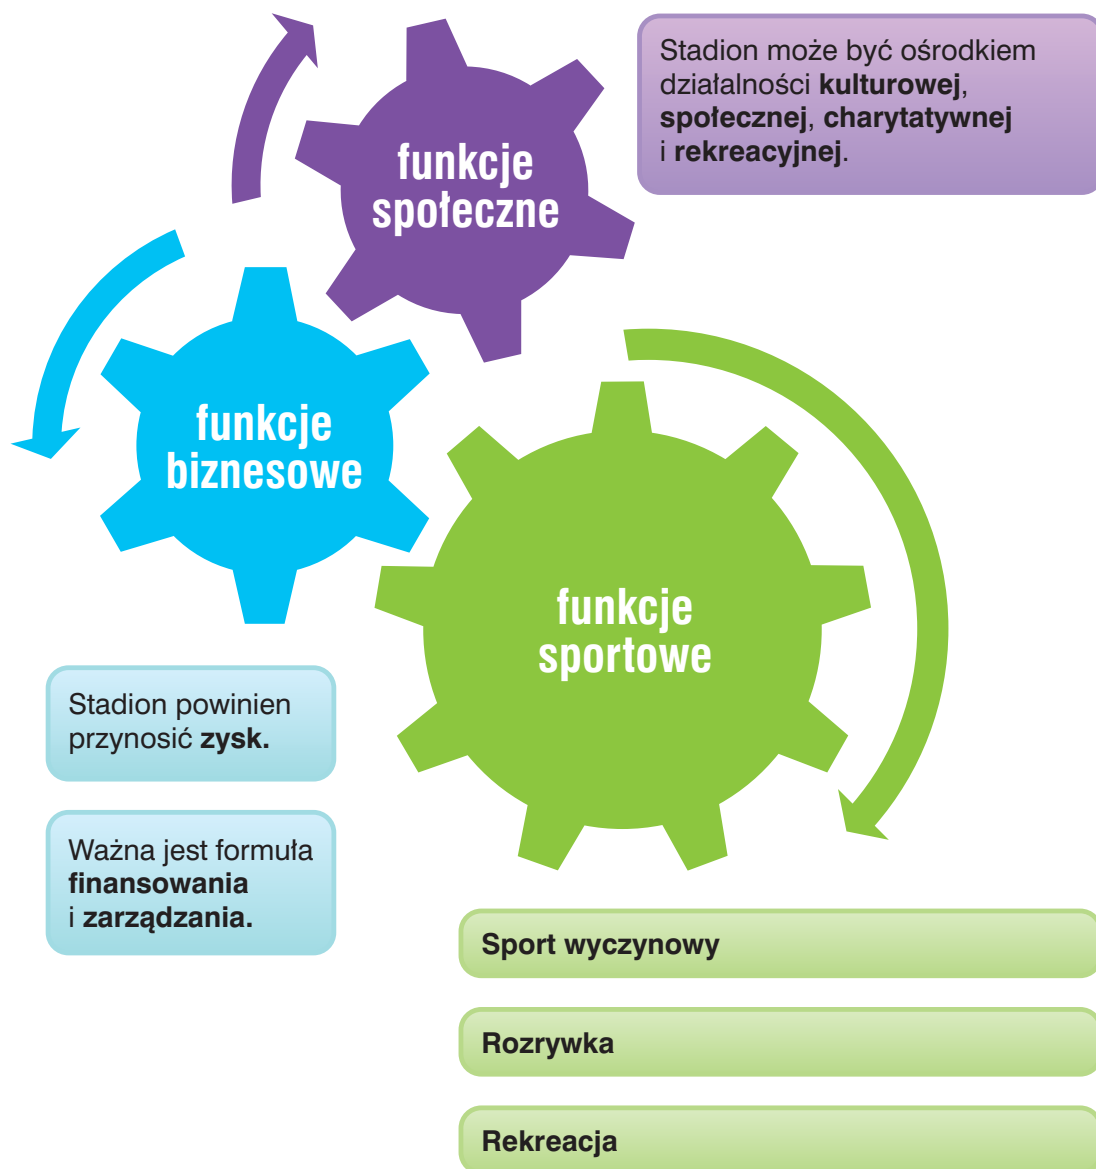 Stadion może być ośrodkiem
działalności kulturowej,
społecznej, charytatywnej
i rekreacyjnej.
funkcje
społeczne
funkcje
biznesowe
funkcje
sportowe
Stadion powinien
przynosić zysk.
Ważna jest formuła
finansowania
i zarządzania.
Sport wyczynowy
Rozrywka
Rekreacja